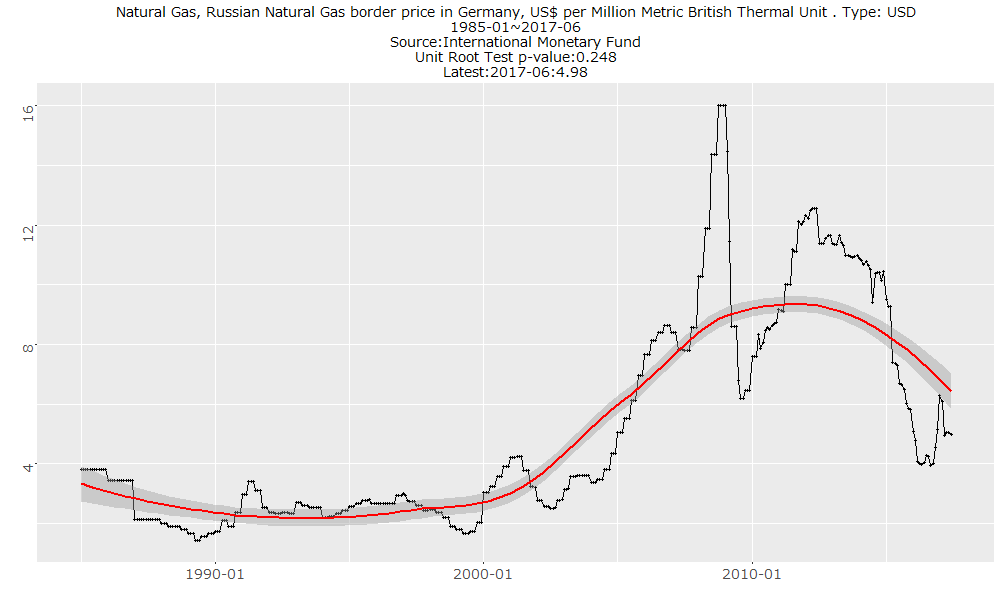 Natural Gas, Russian Natural Gas border price in Germany, US$ per Million Metric British Thermal Unit . Type: USD
1985-01~2017-06
Source:International Monetary Fund
Unit Root Test p-value:0.248
Latest:2017-06:4.98
16
12
8
4
1990-01 2000-01 2010-01